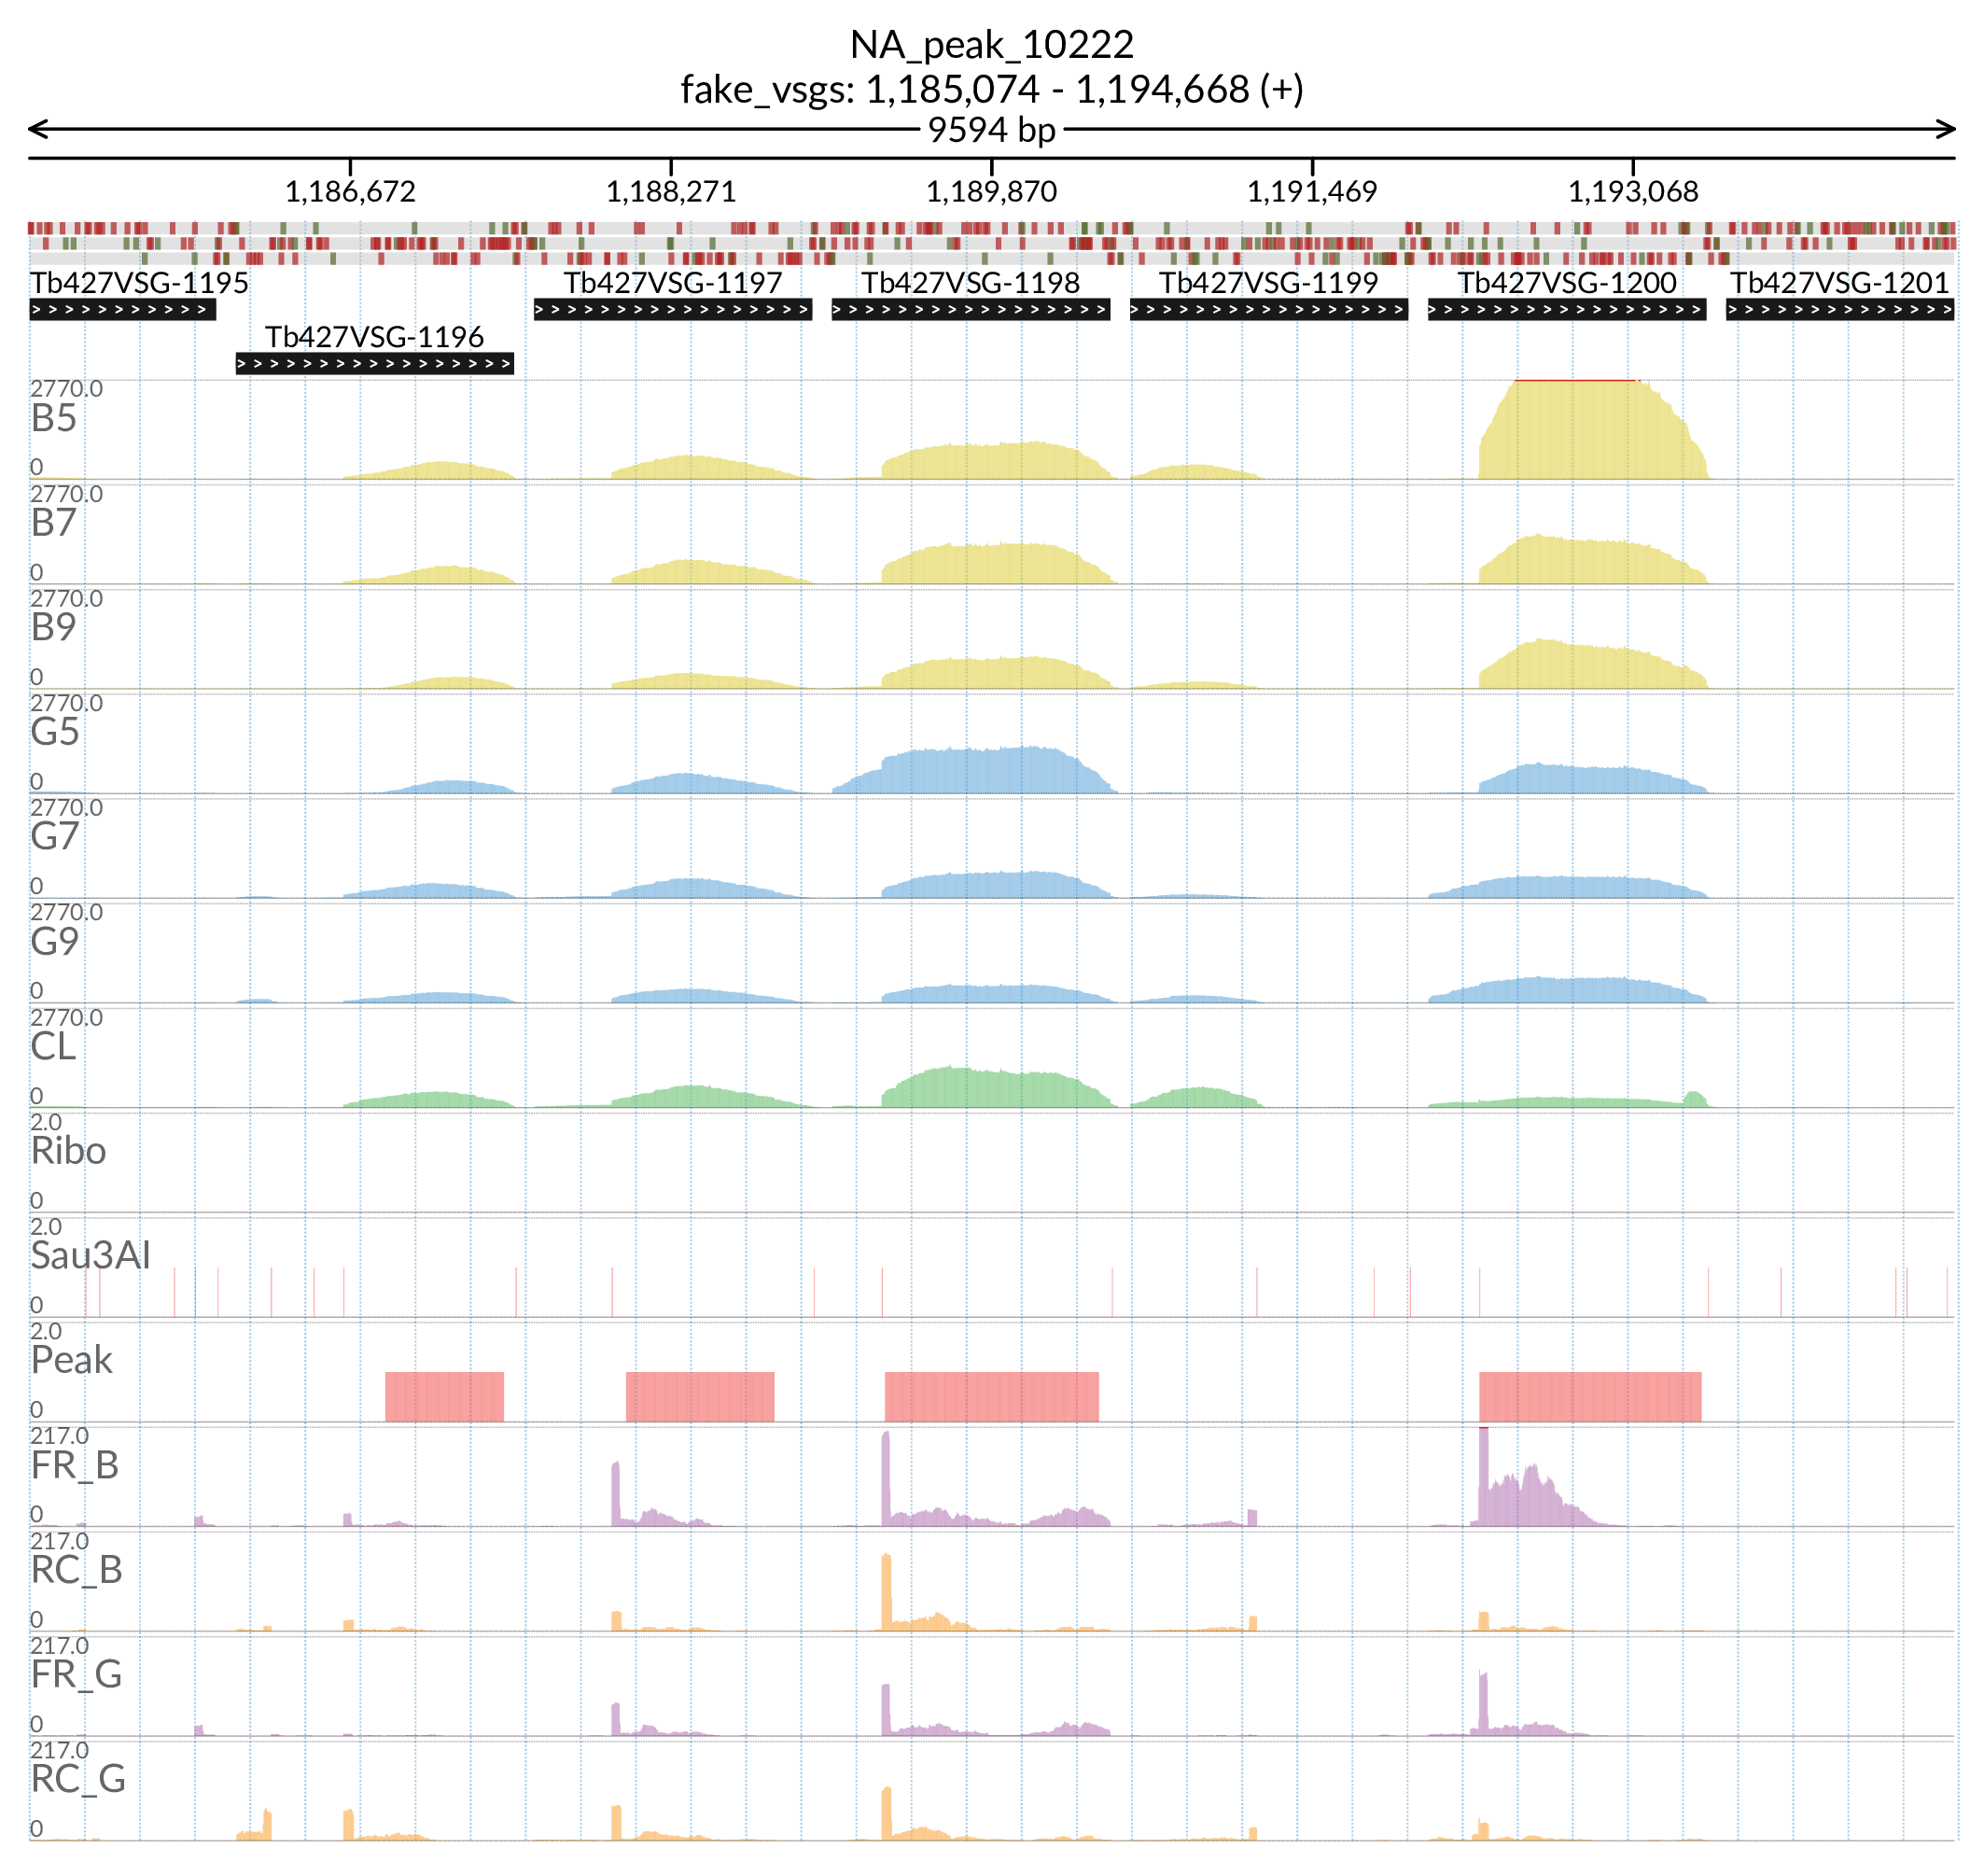 NA_peak_10222
fake_vsgs: 1,185,074 - 1,194,668 (+)
9594 bp
1,186,672 1,188,271 1,189,870 1,191,469 1,193,068
Tb427VSG-1195 Tb427VSG-1197 Tb427VSG-1198 Tb427VSG-1199 Tb427VSG-1200 Tb427VSG-1201
Tb427VSG-1196
2770.0
B5
0
2770.0
B7
0
2770.0
B9
0
2770.0
G5
0
2770.0
G7
0
2770.0
G9
0
2770.0
CL
0
2.0
Ribo
0
2.0
Sau3AI
0
2.0
Peak
0
217.0
FR_B
0
217.0
RC_B
0
217.0
FR_G
0
217.0
RC_G
0